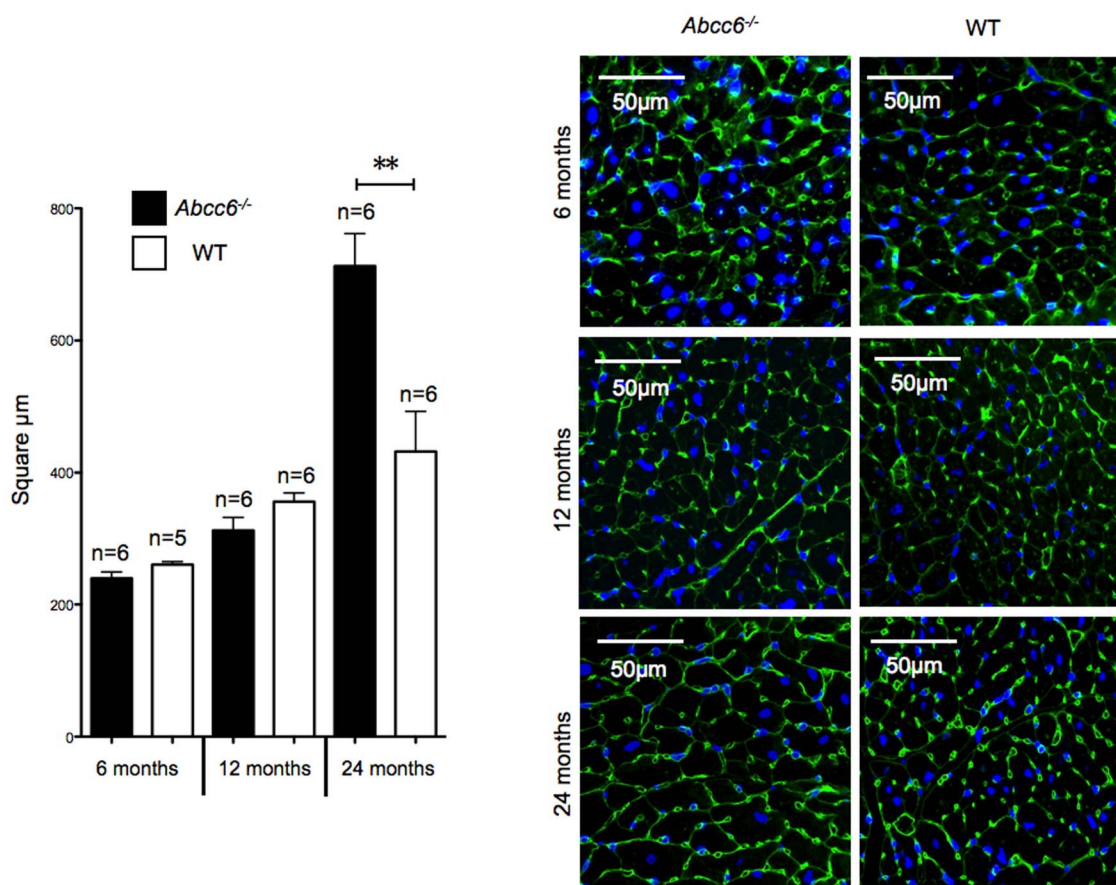 Abcc6-/-
WT
**
n=6
800
600
400
200
0
Square µm
n=6
n=5
n=6
n=6
n=6
6 months
12 months
24 months
Abcc6-/-
WT
6 months
50µm
50µm
12 months
50µm
50µm
24 months
50µm
50µm